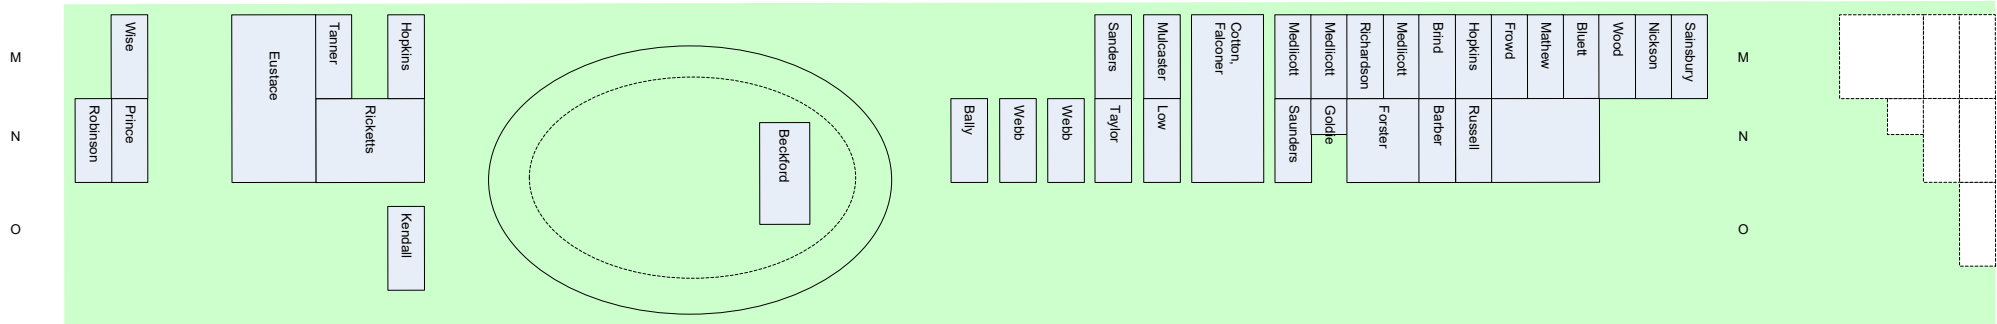 M
Wise
Eustace
Tanner
Hopkins
Sanders
Mulcaster
Cotton,
Falconer
Medlicott
Medlicott
Richardson
Medlicott
Brind
Hopkins
Frowd
Mathew
Bluett
Wood
Nickson
Sainsbury
M
N
Robinson
Prince
Ricketts
Beckford
Bally
Webb
Webb
Taylor
Low
Saunders
Goldie
Forster
Barber
Russell
N
O
Kendall
O